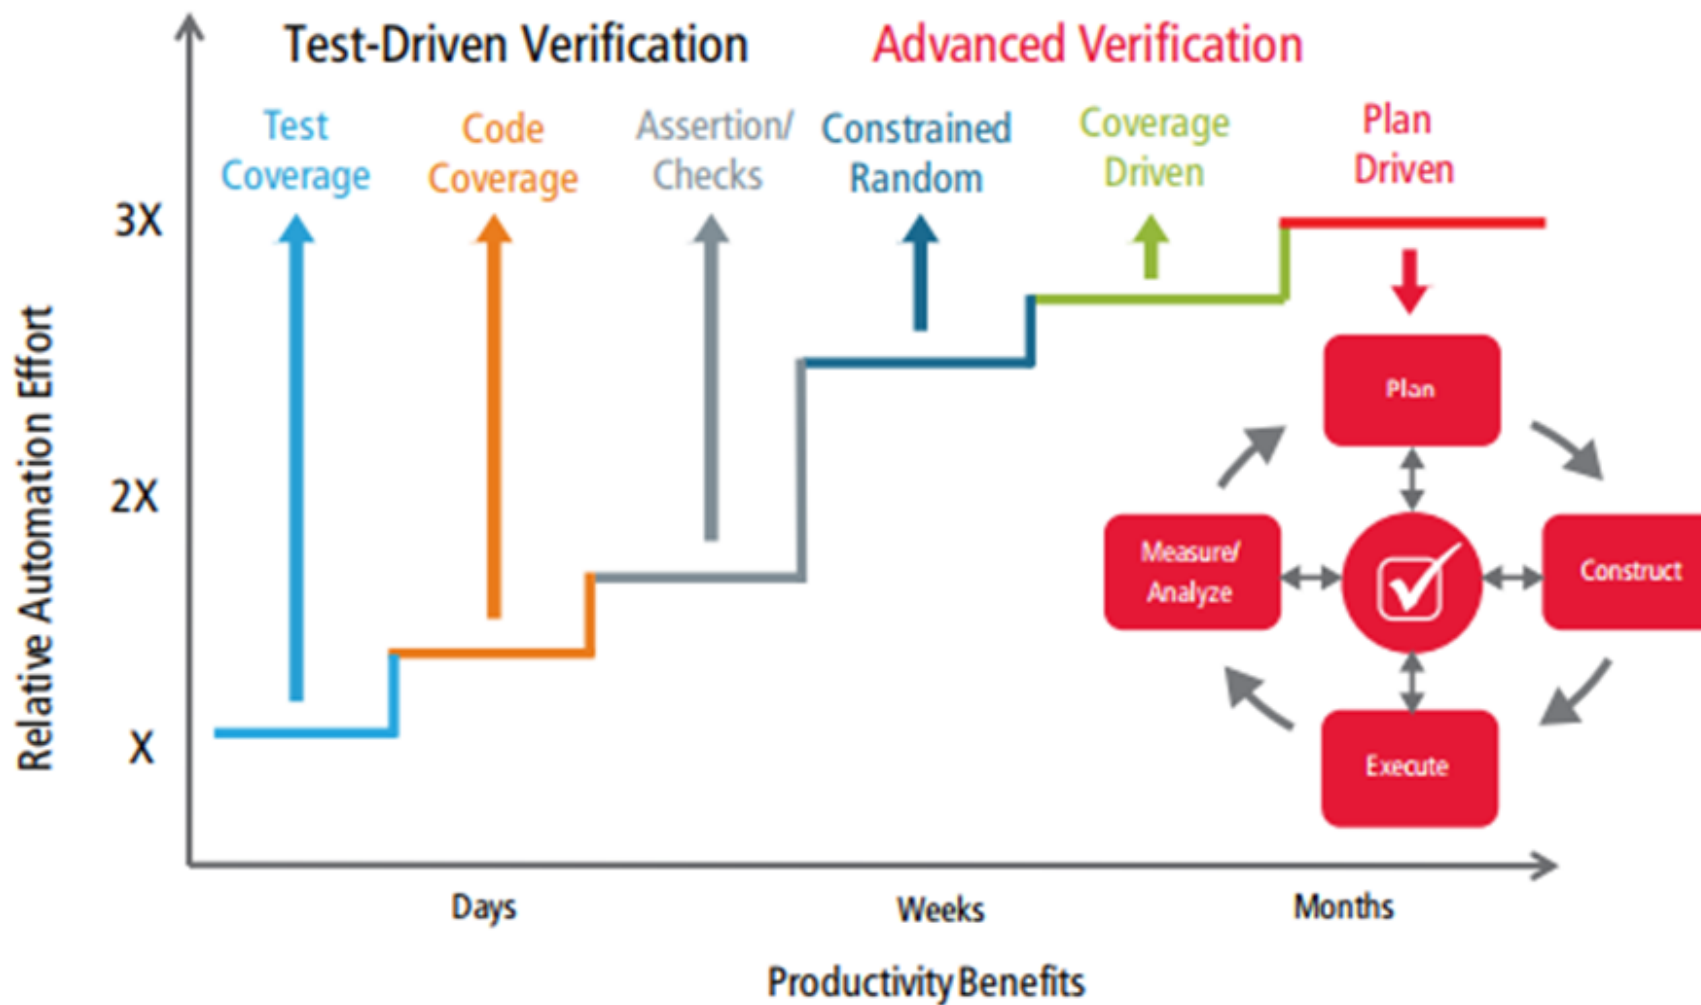 Test-Driven Verification
Advanced Verification
Test
Coverage
Code
Coverage
Assertion/
Checks
Constrained
Random
Coverage
Driven
Plan
Driven
3X
2X
X
Relative Automation Effort
Plan
Measure/
Analyze
Construct
Execute
Days
Weeks
Months
Productivity Benefits